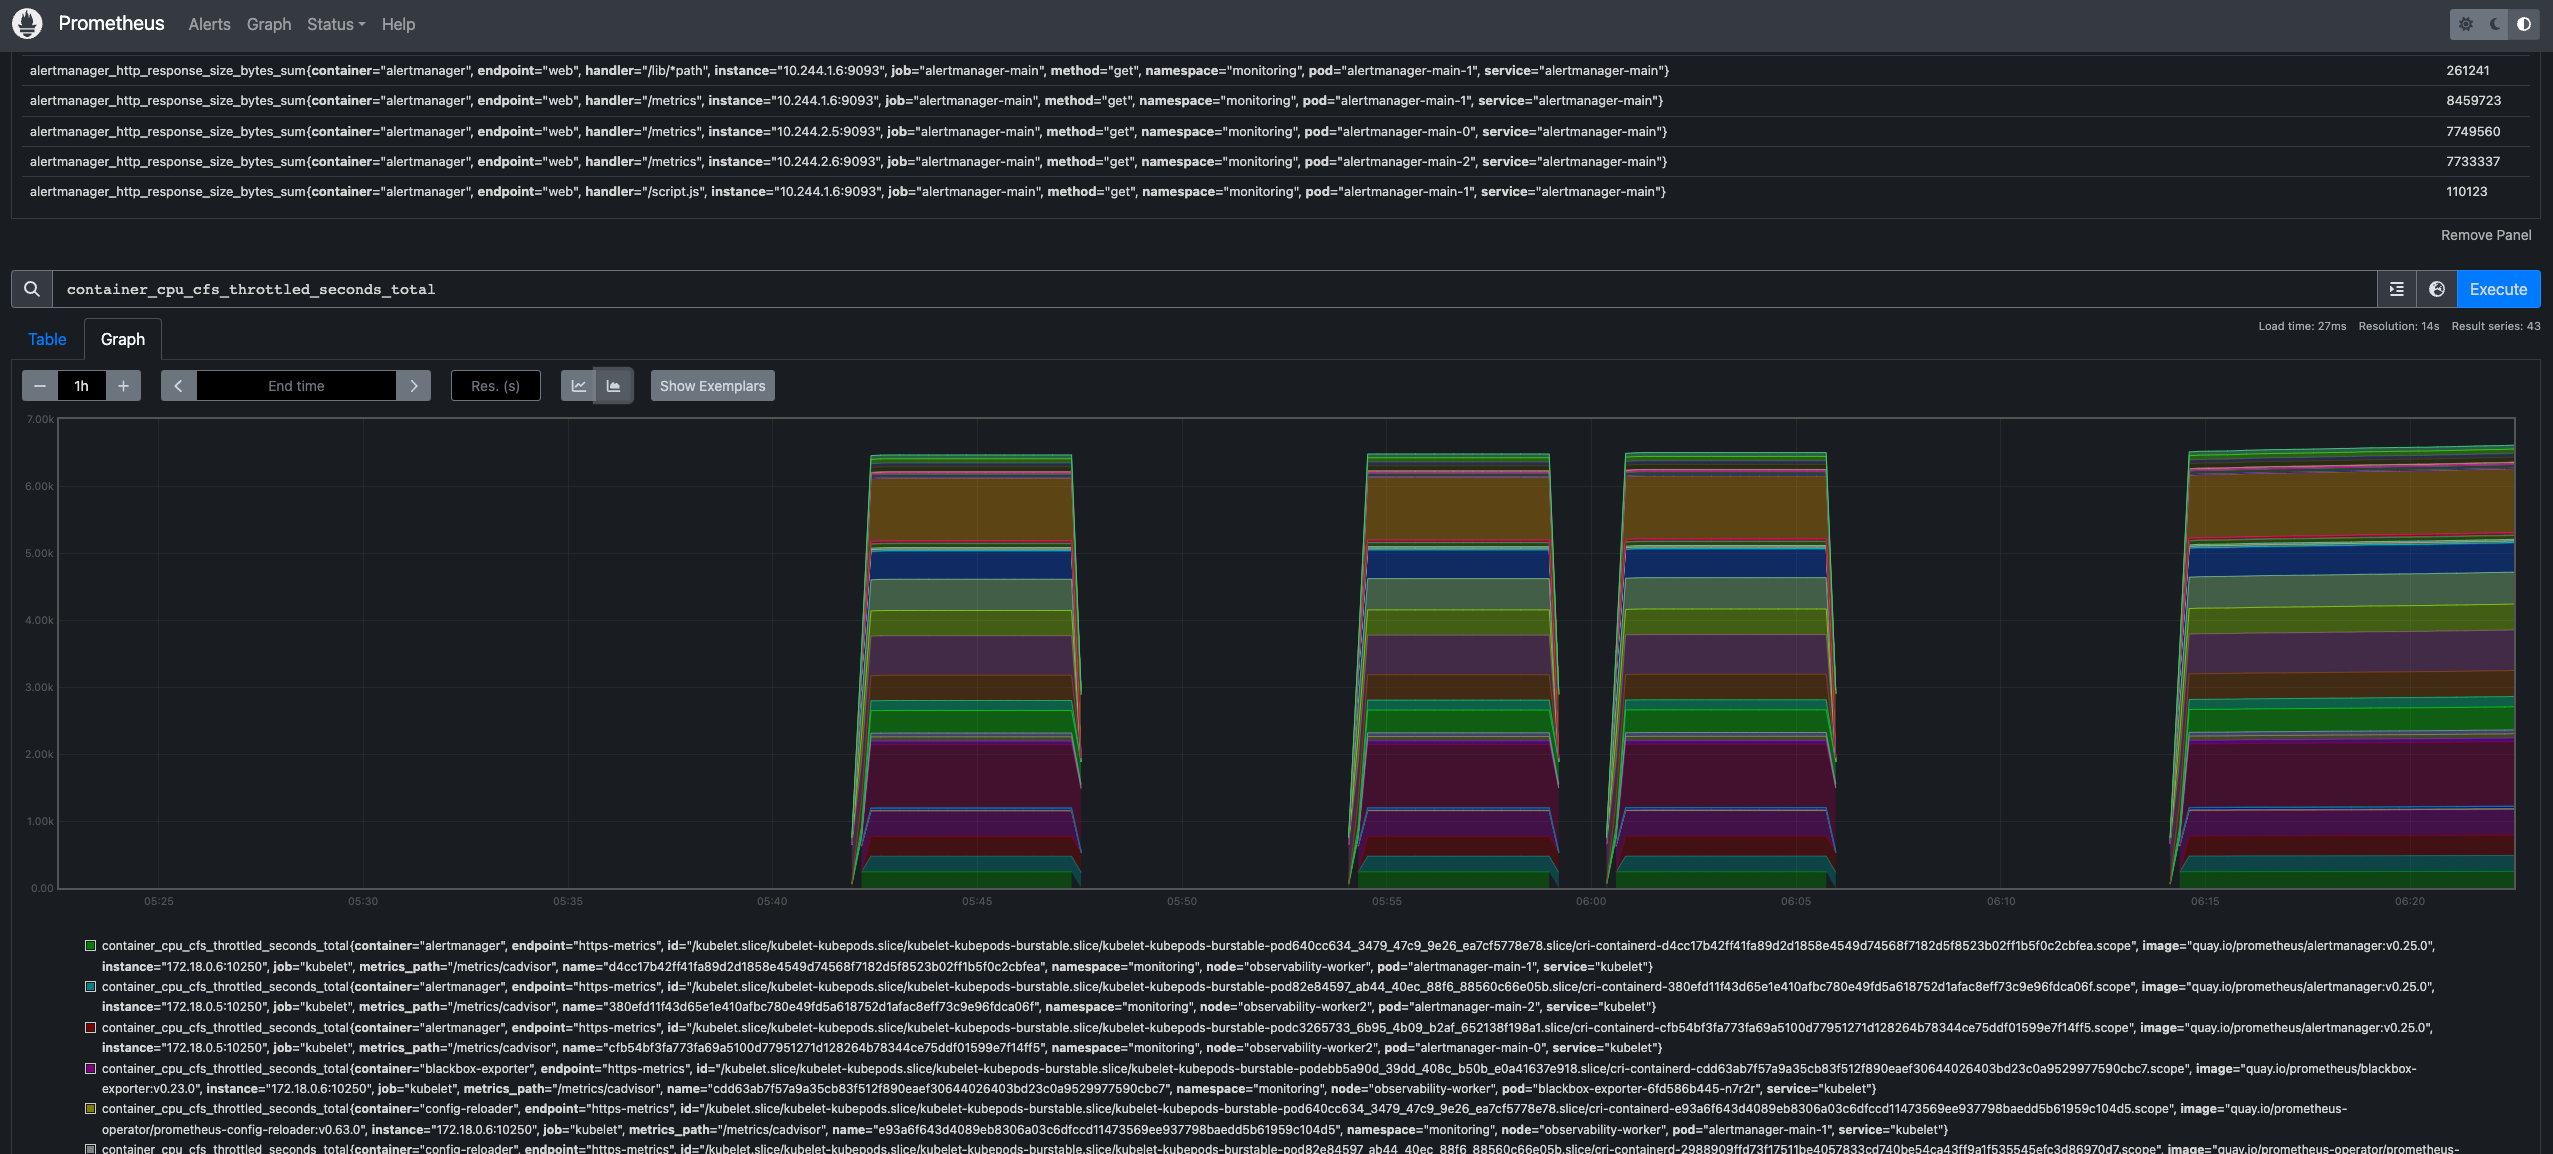 Prometheus Alerts Graph Status Help
alertmanager_http_response_size_bytes_sum{container="alertmanager", endpoint="web", handler="/lib/*path", instance="10.244.1.6:9093", job="alertmanager-main", method="get", namespace="monitoring", pod="alertmanager-main-1", service="alertmanager-main"} 261241
alertmanager_http_response_size_bytes_sum{container="alertmanager", endpoint="web", handler="/metrics", instance="10.244.1.6:9093", job="alertmanager-main", method="get", namespace="monitoring", pod="alertmanager-main-1", service="alertmanager-main"} 8459723
alertmanager_http_response_size_bytes_sum{container="alertmanager", endpoint="web", handler="/metrics", instance="10.244.2.5:9093", job="alertmanager-main", method="get", namespace="monitoring", pod="alertmanager-main-0", service="alertmanager-main"} 7749560
alertmanager_http_response_size_bytes_sum{container="alertmanager", endpoint="web", handler="/metrics", instance="10.244.2.6:9093", job="alertmanager-main", method="get", namespace="monitoring", pod="alertmanager-main-2", service="alertmanager-main"} 7733337
alertmanager_http_response_size_bytes_sum{container="alertmanager", endpoint="web", handler="/script.js", instance="10.244.1.6:9093", job="alertmanager-main", method="get", namespace="monitoring", pod="alertmanager-main-1", service="alertmanager-main"} 110123
Remove Panel
container_cpu_cfs_throttled_seconds_total Execute
Load time: 27ms Resolution: 14s Result series: 43
Table Graph
1h End time Res. (s) Show Exemplars
7.00k
6.00k
5.00k
4.00k
3.00k
2.00k
1.00k
0.00
05:25 05:30 05:35 05:40 05:45 05:50 05:55 06:00 06:05 06:10 06:15 06:20
container_cpu_cfs_throttled_seconds_total{container="alertmanager", endpoint="https-metrics", id="/kubelet.slice/kubelet-kubepods.slice/kubelet-kubepods-burstable.slice/kubelet-kubepods-burstable-pod640cc634_3479_47c9_9e26_ea7cf5778e78.slice/cri-containerd-d4cc17b42ff41fa89d2d1858e4549d74568f7182d5f8523b02ff1b5f0c2cbfea.scope", image="quay.io/prometheus/alertmanager:v0.25.0",
instance="172.18.0.6:10250", job="kubelet", metrics_path="/metrics/cadvisor", name="d4cc17b42ff41fa89d2d1858e4549d74568f7182d5f8523b02ff1b5f0c2cbfea", namespace="monitoring", node="observability-worker", pod="alertmanager-main-1", service="kubelet"}
container_cpu_cfs_throttled_seconds_total{container="alertmanager", endpoint="https-metrics", id="/kubelet.slice/kubelet-kubepods.slice/kubelet-kubepods-burstable.slice/kubelet-kubepods-burstable-pod82e84597_ab44_40ec_88f6_88560c66e05b.slice/cri-containerd-380efd11f43d65e1e410afbc780e49fd5a618752d1afac8eff73c9e96fdca06f.scope", image="quay.io/prometheus/alertmanager:v0.25.0",
instance="172.18.0.5:10250", job="kubelet", metrics_path="/metrics/cadvisor", name="380efd11f43d65e1e410afbc780e49fd5a618752d1afac8eff73c9e96fdca06f", namespace="monitoring", node="observability-worker2", pod="alertmanager-main-2", service="kubelet"}
container_cpu_cfs_throttled_seconds_total{container="alertmanager", endpoint="https-metrics", id="/kubelet.slice/kubelet-kubepods.slice/kubelet-kubepods-burstable.slice/kubelet-kubepods-burstable-podc3265733_6b95_4b09_b2af_652138f198a1.slice/cri-containerd-cfb54bf3fa773fa69a5100d77951271d128264b78344ce75ddf01599e7f14ff5.scope", image="quay.io/prometheus/alertmanager:v0.25.0",
instance="172.18.0.5:10250", job="kubelet", metrics_path="/metrics/cadvisor", name="cfb54bf3fa773fa69a5100d77951271d128264b78344ce75ddf01599e7f14ff5", namespace="monitoring", node="observability-worker2", pod="alertmanager-main-0", service="kubelet"}
container_cpu_cfs_throttled_seconds_total{container="blackbox-exporter", endpoint="https-metrics", id="/kubelet.slice/kubelet-kubepods.slice/kubelet-kubepods-burstable.slice/kubelet-kubepods-burstable-podebb5a90d_39dd_408c_b50b_e0a41637e918.slice/cri-containerd-cdd63ab7f57a9a35cb83f512f890eaef30644026403bd23c0a9529977590cbc7.scope", image="quay.io/prometheus/blackbox-
exporter:v0.23.0", instance="172.18.0.6:10250", job="kubelet", metrics_path="/metrics/cadvisor", name="cdd63ab7f57a9a35cb83f512f890eaef30644026403bd23c0a9529977590cbc7", namespace="monitoring", node="observability-worker", pod="blackbox-exporter-6fd586b445-n7r2r", service="kubelet"}
container_cpu_cfs_throttled_seconds_total{container="config-reloader", endpoint="https-metrics", id="/kubelet.slice/kubelet-kubepods.slice/kubelet-kubepods-burstable.slice/kubelet-kubepods-burstable-pod640cc634_3479_47c9_9e26_ea7cf5778e78.slice/cri-containerd-e93a6f643d4089eb8306a03c6dfccd11473569ee937798baedd5b61959c104d5.scope", image="quay.io/prometheus-
operator/prometheus-config-reloader:v0.63.0", instance="172.18.0.6:10250", job="kubelet", metrics_path="/metrics/cadvisor", name="e93a6f643d4089eb8306a03c6dfccd11473569ee937798baedd5b61959c104d5", namespace="monitoring", node="observability-worker", pod="alertmanager-main-1", service="kubelet"}
container_cpu_cfs_throttled_seconds_total{container="config-reloader", endpoint="https-metrics", id="/kubelet.slice/kubelet-kubepods.slice/kubelet-kubepods-burstable.slice/kubelet-kubepods-burstable-pod82e84597_ab44_40ec_88f6_88560c66e05b.slice/cri-containerd-2988909ffd73f17511be4057833cd740be54ca43ff9a1f535545efc3d86970d7.scope", image="quay.io/prometheus-operator/prometheus-